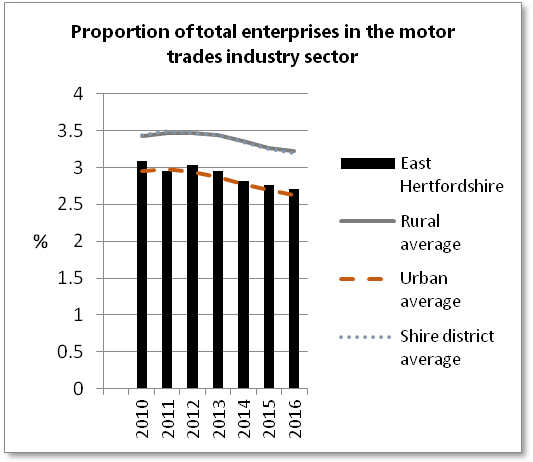 Proportion of total enterprises in the motor
trades industry sector
4
3.5
3
2.5
2
1.5
1
0.5
0
%
2010
2011
2012
2013
2014
2015
2016
East
Hertfordshire
Rural
average
Urban
average
Shire district
average